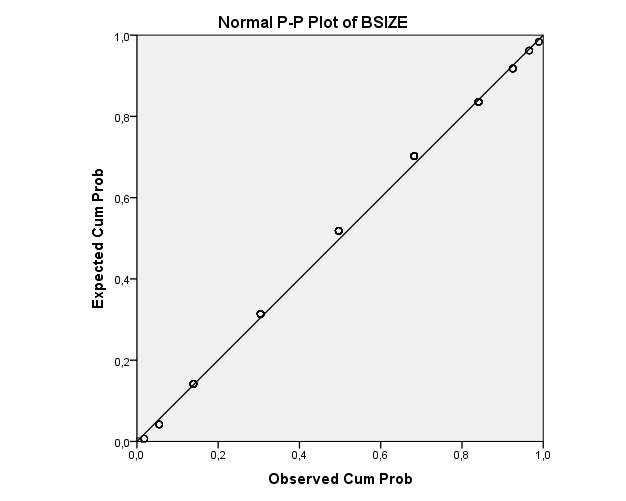 Normal P-P Plot of BSIZE
1,0
0,8
0,6
0,4
0,2
0,0
Expected Cum Prob
0,0 0,2 0,4 0,6 0,8 1,0
Observed Cum Prob